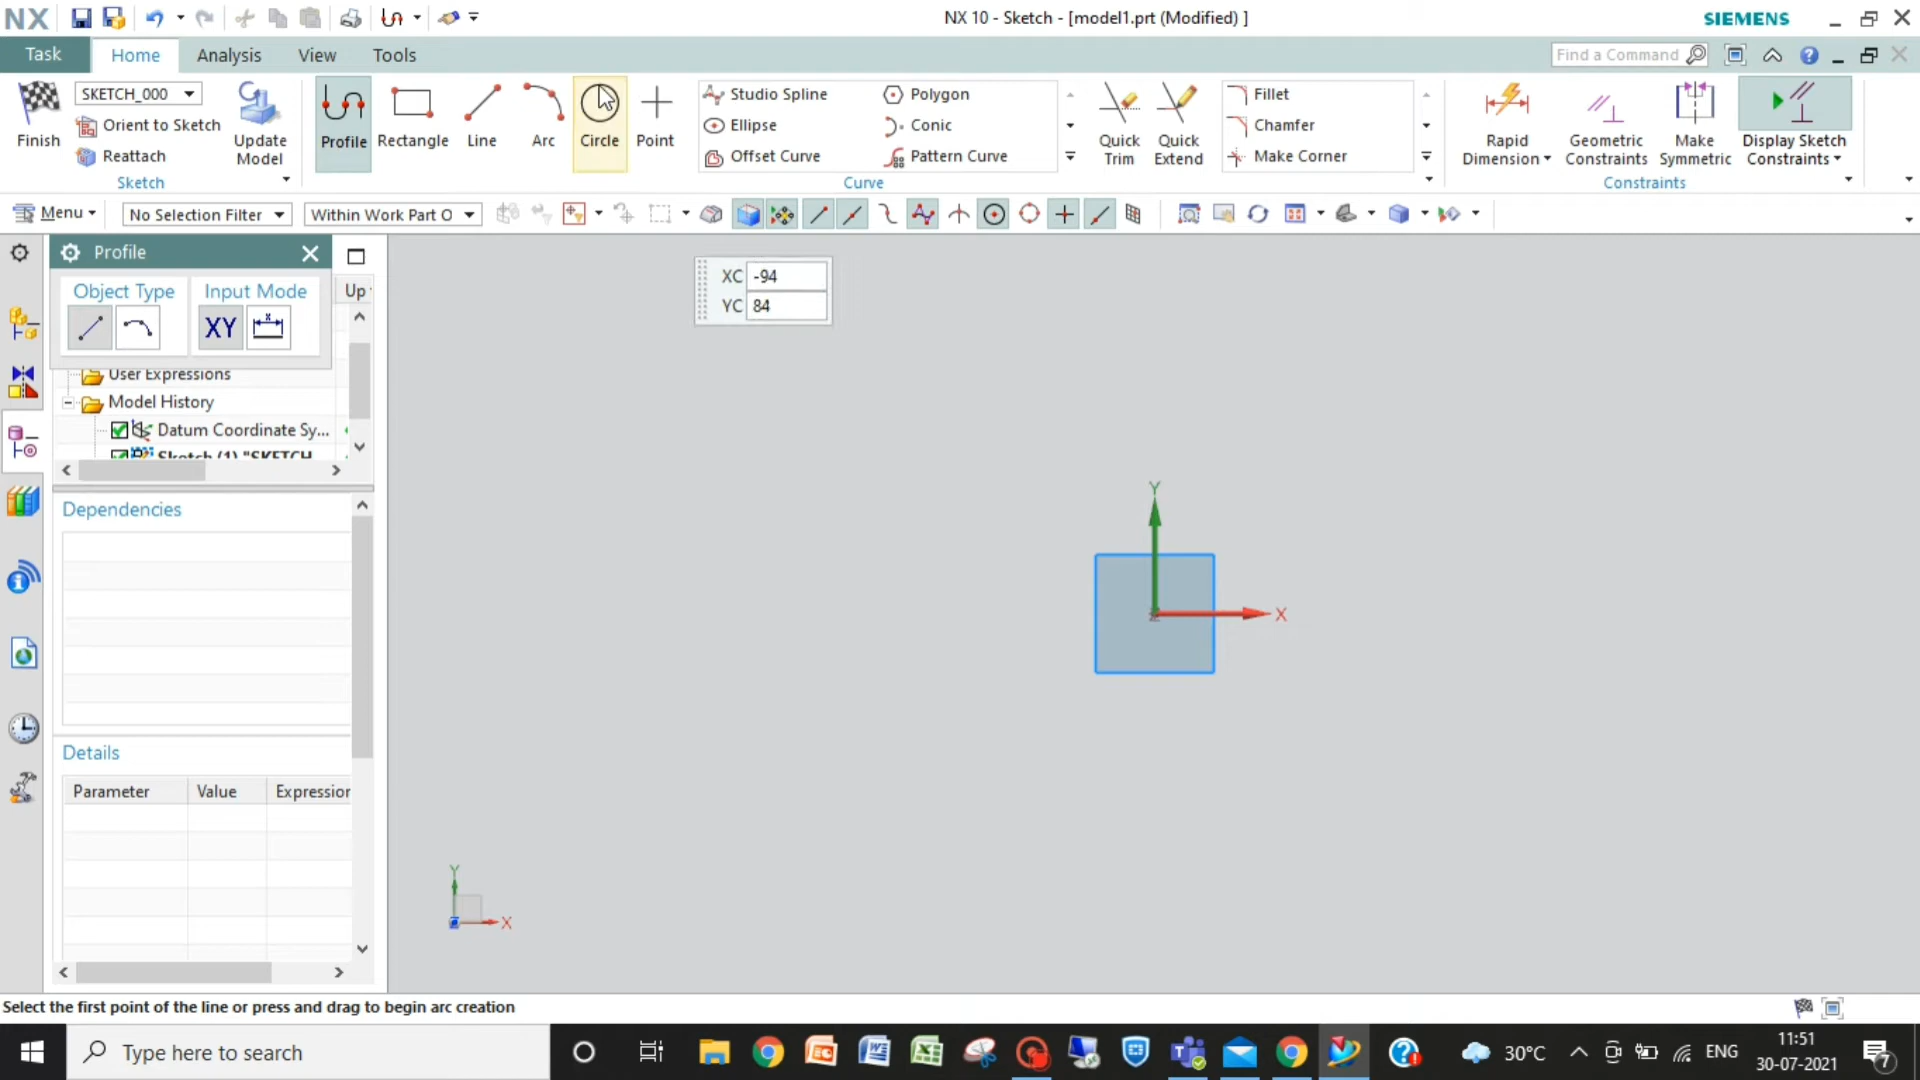 NX
NX 10 - Sketch - [model1.prt (Modified) ]
SIEMENS
Task
Home
Analysis
View
Tools
Find a Command
Finish
SKETCH_000
Orient to Sketch
Reattach
Update Model
Sketch
Profile
Rectangle
Line
Arc
Circle
Point
Studio Spline
Ellipse
Offset Curve
Polygon
Conic
Pattern Curve
Curve
Quick Trim
Quick Extend
Fillet
Chamfer
Make Corner
Rapid Dimension
Geometric Constraints
Make Symmetric
Display Sketch Constraints
Constraints
Menu
No Selection Filter
Within Work Part O
Profile
Object Type
Input Mode
XY
Up
User Expressions
Model History
Datum Coordinate Sy...
Sketch (1) "SKETCH
Dependencies
Details
Parameter
Value
Expression
XC -94
YC 84
Y
X
Z
Y
X
Select the first point of the line or press and drag to begin arc creation
Type here to search
30°C
ENG
11:51
30-07-2021
7